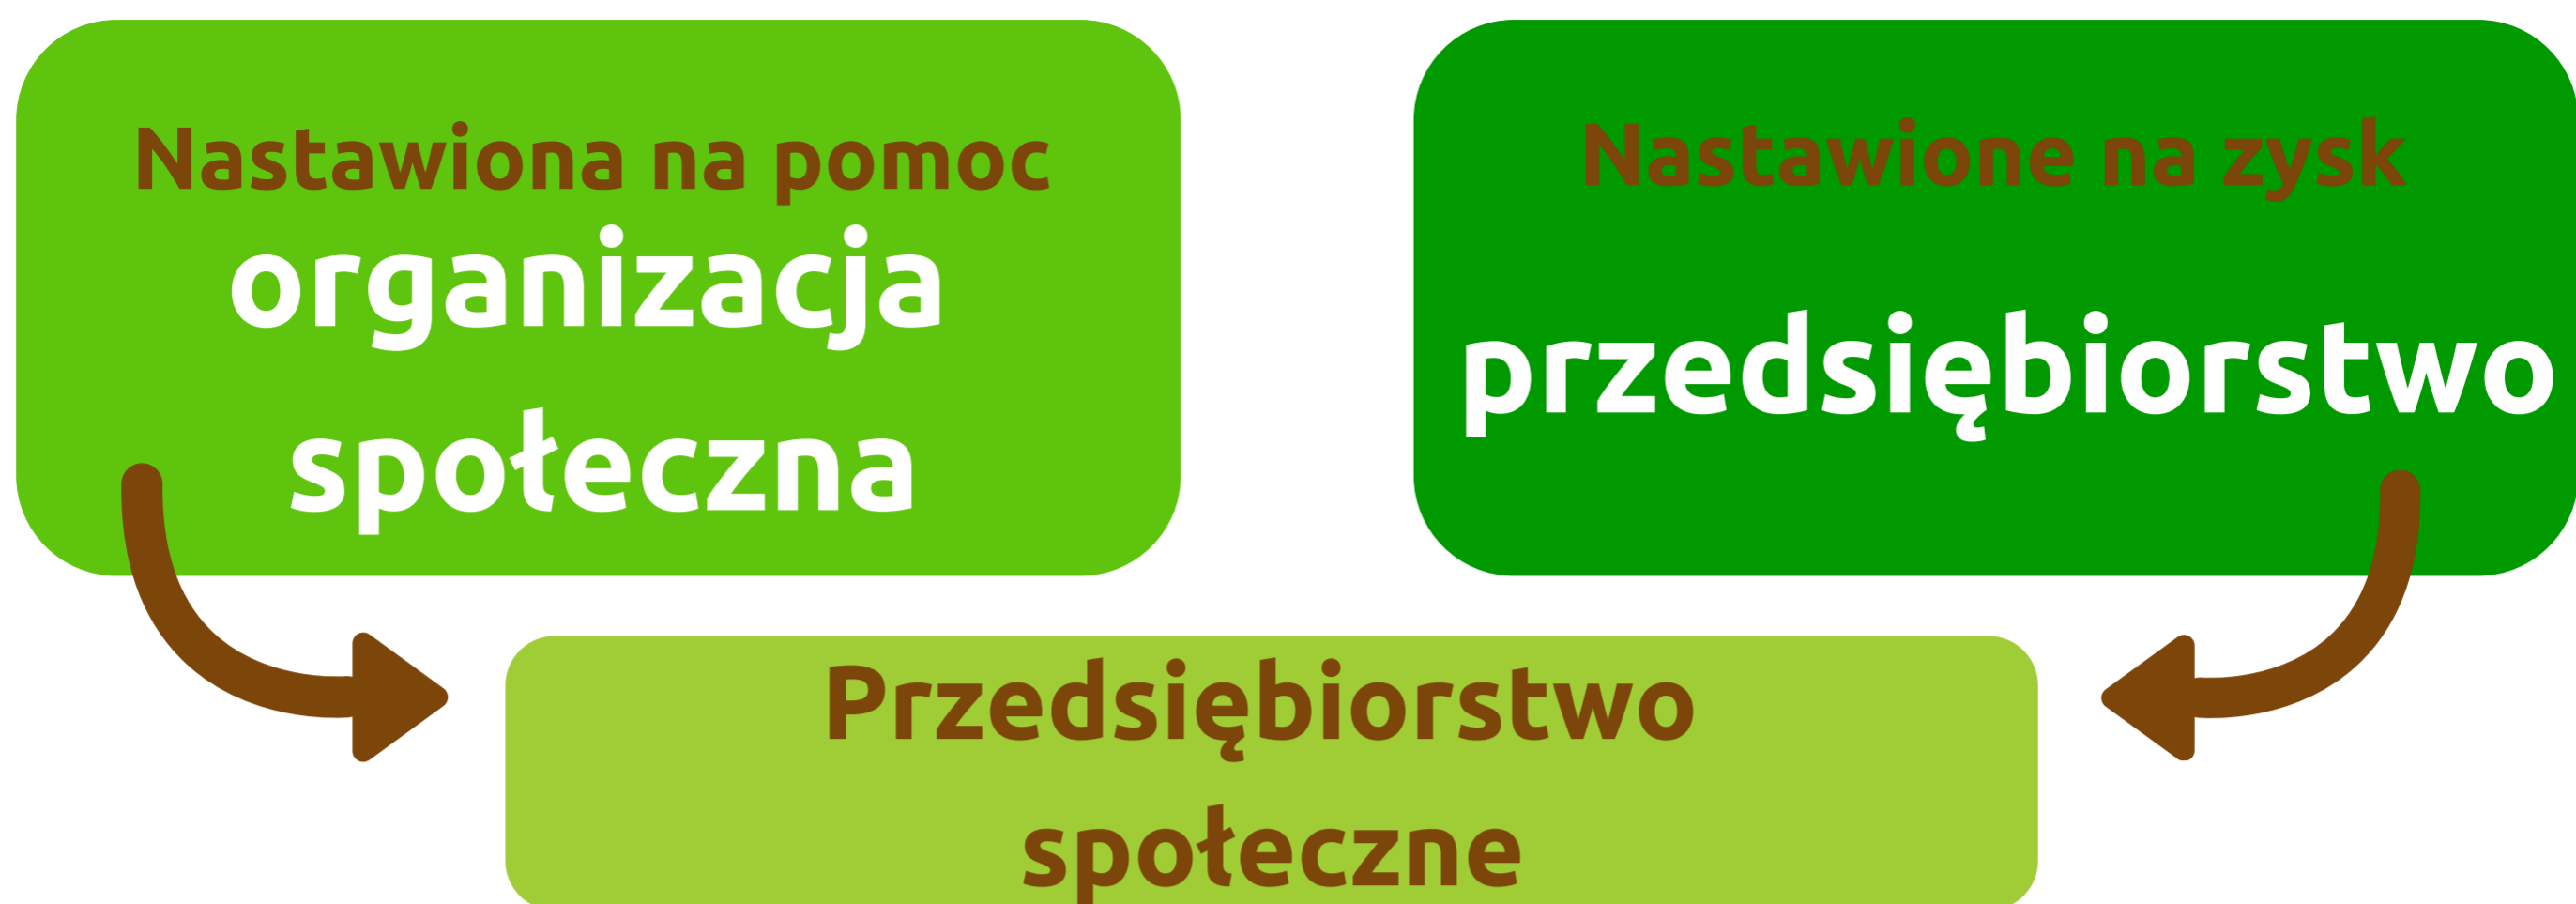 Nastawiona na pomoc
organizacja
społeczna
Nastawione na zysk
przedsiębiorstwo
Przedsiębiorstwo
społeczne